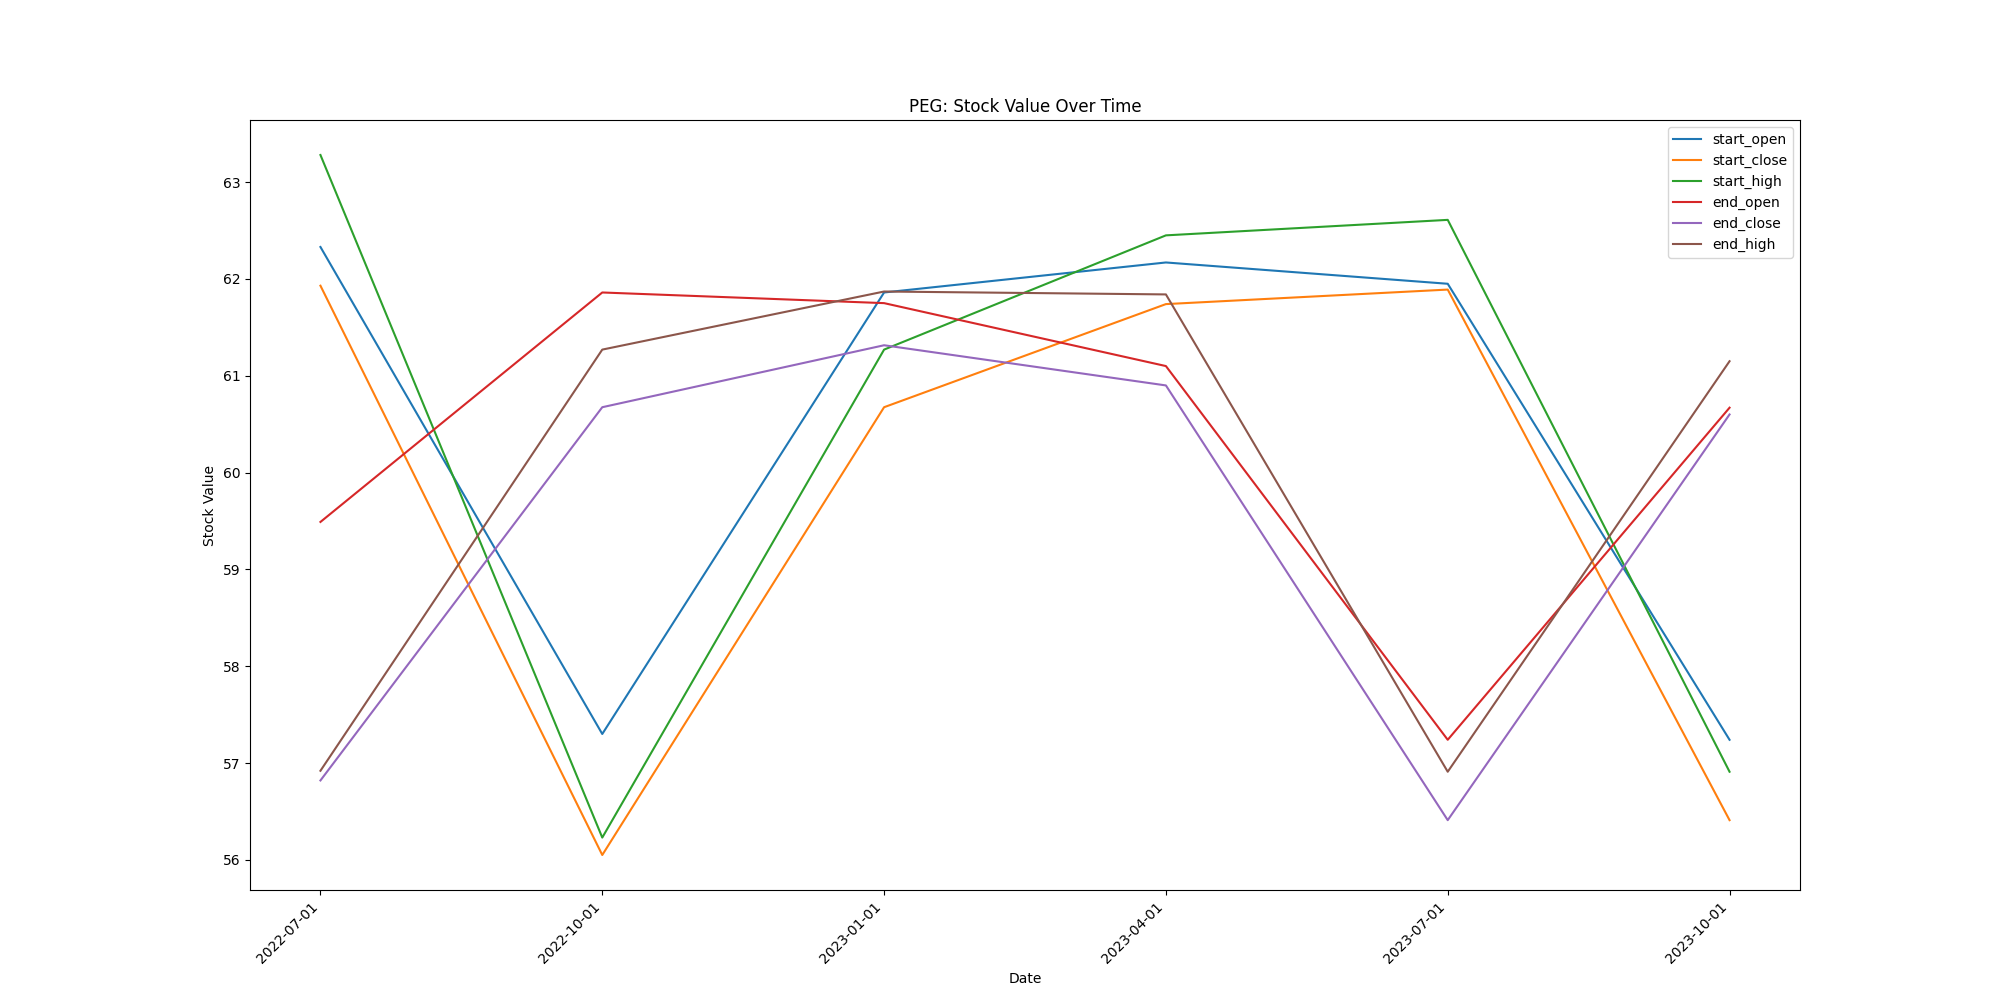 PEG: Stock Value Over Time
start_open
start_close
start_high
end_open
end_close
end_high
Stock Value
63
62
61
60
59
58
57
56
2022-07-01
2022-10-01
2023-01-01
2023-04-01
2023-07-01
2023-10-01
Date